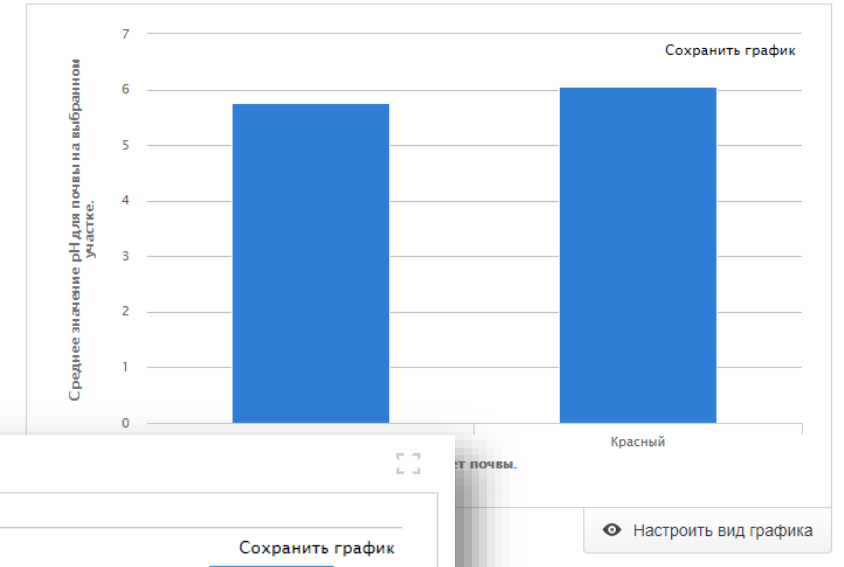 7
Сохранить график
6
5
4
3
2
1
0
Среднее значение pH для почвы на выбранном
участке.
Красный
ет почвы.
Настроить вид графика
Сохранить график